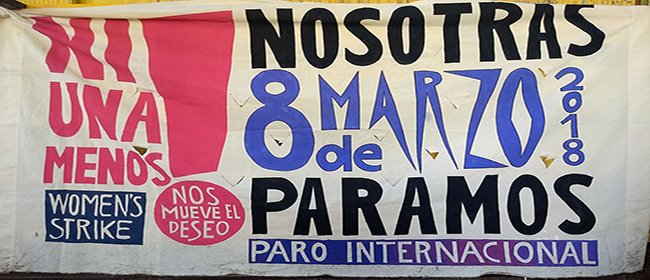 NI
UNA
MENOS
WOMEN'S
STRIKE
NOS
MUEVE EL
DESEO
NOSOTRAS
8 de MARZO 2018
PARAMOS
PARO INTERNACIONAL